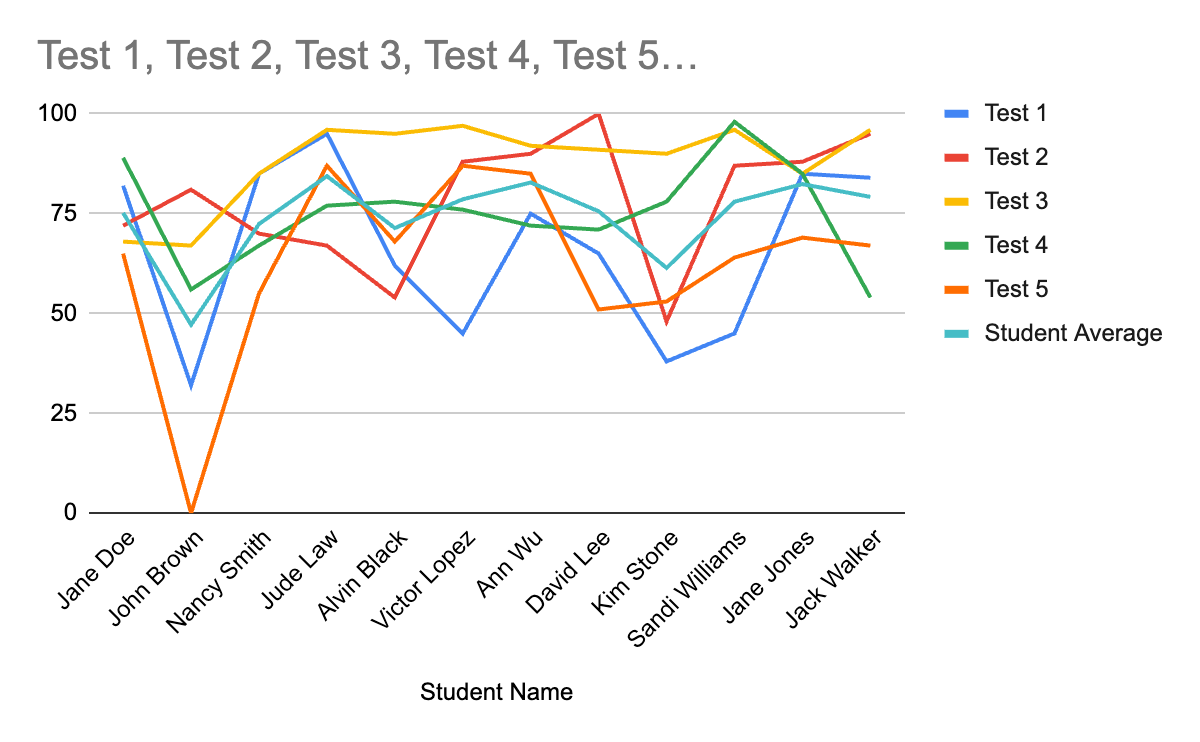 Test 1, Test 2, Test 3, Test 4, Test 5…
100
75
50
25
0
Test 1
Test 2
Test 3
Test 4
Test 5
Student Average
Jane Doe
John Brown
Nancy Smith
Jude Law
Alvin Black
Victor Lopez
Ann Wu
David Lee
Kim Stone
Sandi Williams
Jane Jones
Jack Walker
Student Name